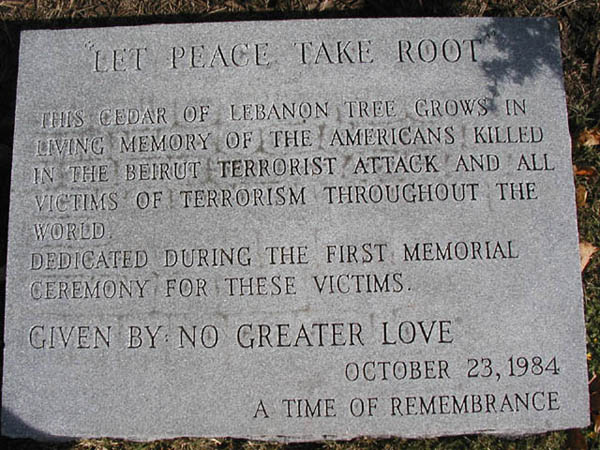 "LET PEACE TAKE ROOT"
THIS CEDAR OF LEBANON TREE GROWS IN
LIVING MEMORY OF THE AMERICANS KILLED
IN THE BEIRUT TERRORIST ATTACK AND ALL
VICTIMS OF TERRORISM THROUGHOUT THE
WORLD.
DEDICATED DURING THE FIRST MEMORIAL
CEREMONY FOR THESE VICTIMS.
GIVEN BY: NO GREATER LOVE
OCTOBER 23, 1984
A TIME OF REMEMBRANCE